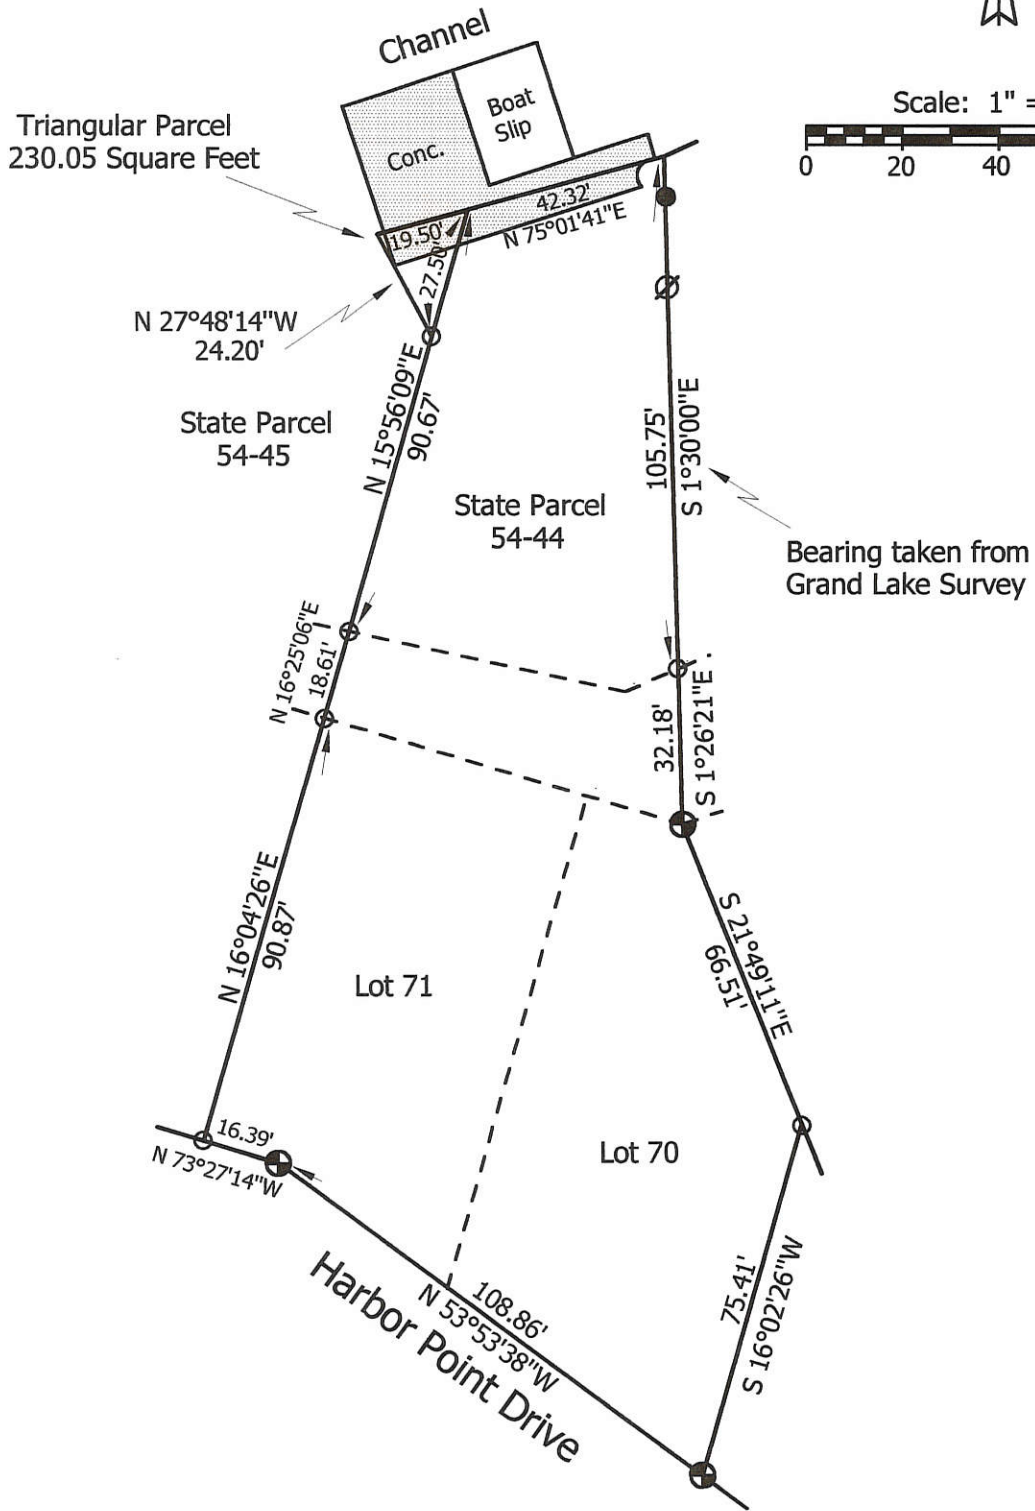 Channel
Boat
Slip
Conc.
Scale: 1" =
0 20 40
Triangular Parcel
230.05 Square Feet
19.50'
42.32'
N 75°01'41"E
27.50'
N 27°48'14"W
24.20'
State Parcel
54-45
N 15°56'09"E
90.67'
State Parcel
54-44
105.75'
S 1°30'00"E
Bearing taken from
Grand Lake Survey
N 16°25'06"E
18.61'
32.18'
S 1°26'21"E
N 16°04'26"E
90.87'
Lot 71
S 21°49'11"E
66.51'
16.39'
N 73°27'14"W
Lot 70
108.86'
N 53°53'38"W
Harbor Point Drive
75.41'
S 16°02'26"W